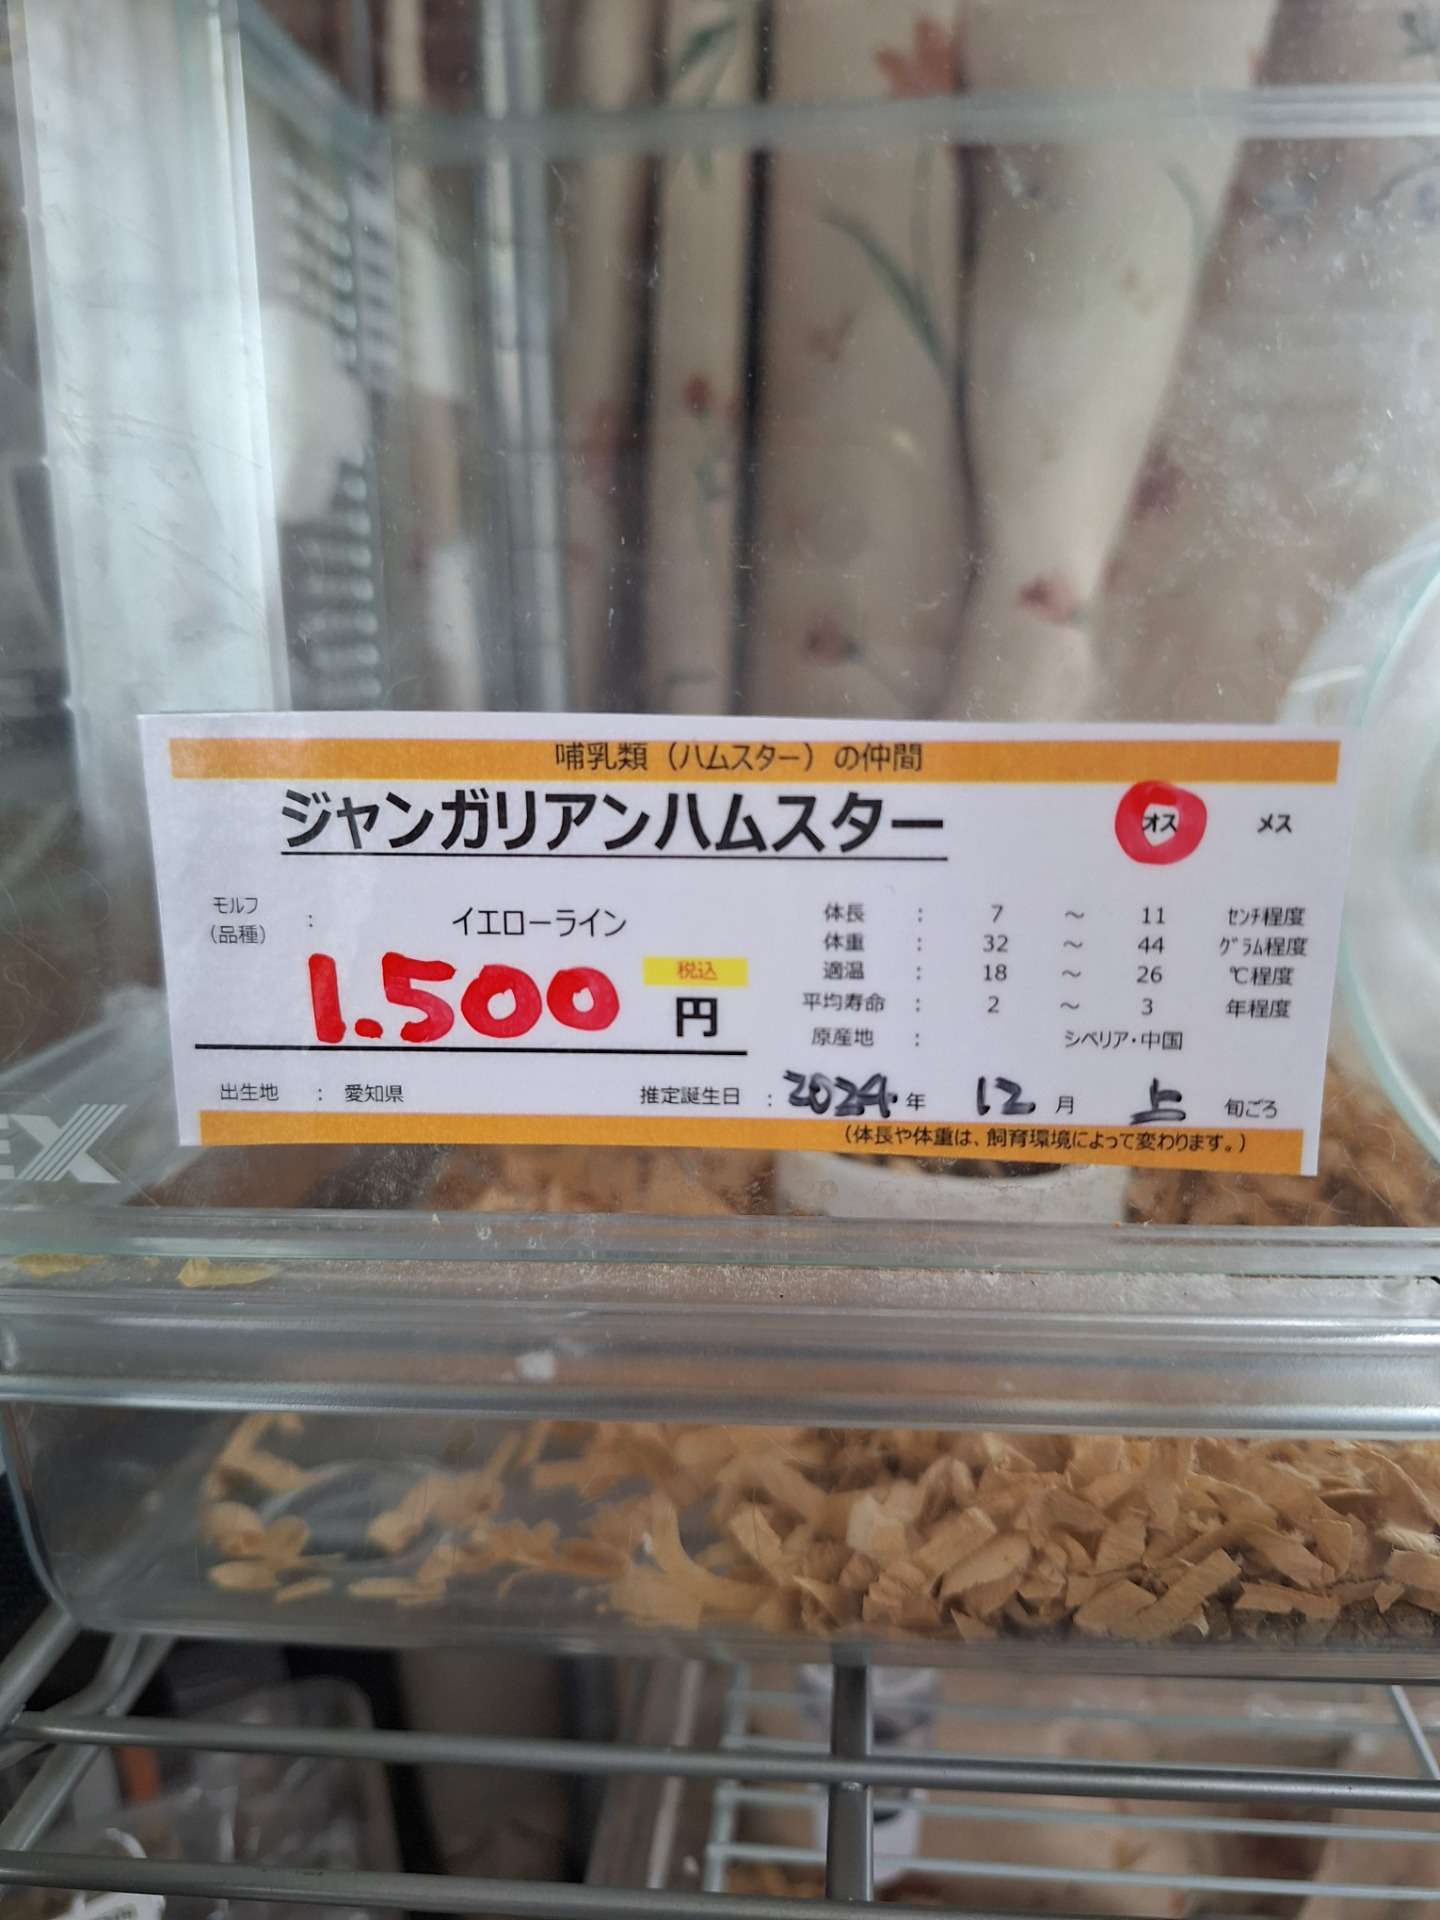 哺乳類（ハムスター）の仲間
ジャンガリアンハムスター オス メス
モルフ（品種） : イエローライン
1.500 税込 円
体長 : 7 ～ 11 ｾﾝﾁ程度
体重 : 32 ～ 44 ｸﾞﾗﾑ程度
適温 : 18 ～ 26 ℃程度
平均寿命 : 2 ～ 3 年程度
原産地 : シベリア・中国
出生地 : 愛知県 推定誕生日 : 2024. 年 12 月 上 旬ごろ
（体長や体重は、飼育環境によって変わります。）
EX